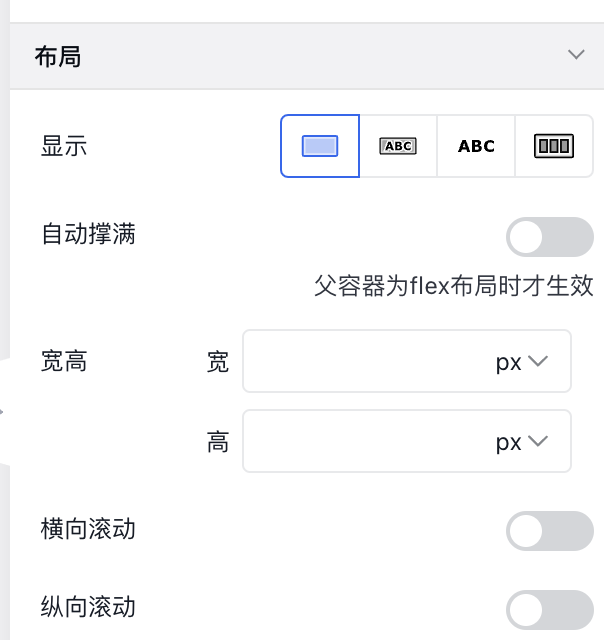 布局
显示 ABC ABC
自动撑满
父容器为flex布局时才生效
宽高 宽 px
高 px
横向滚动
纵向滚动